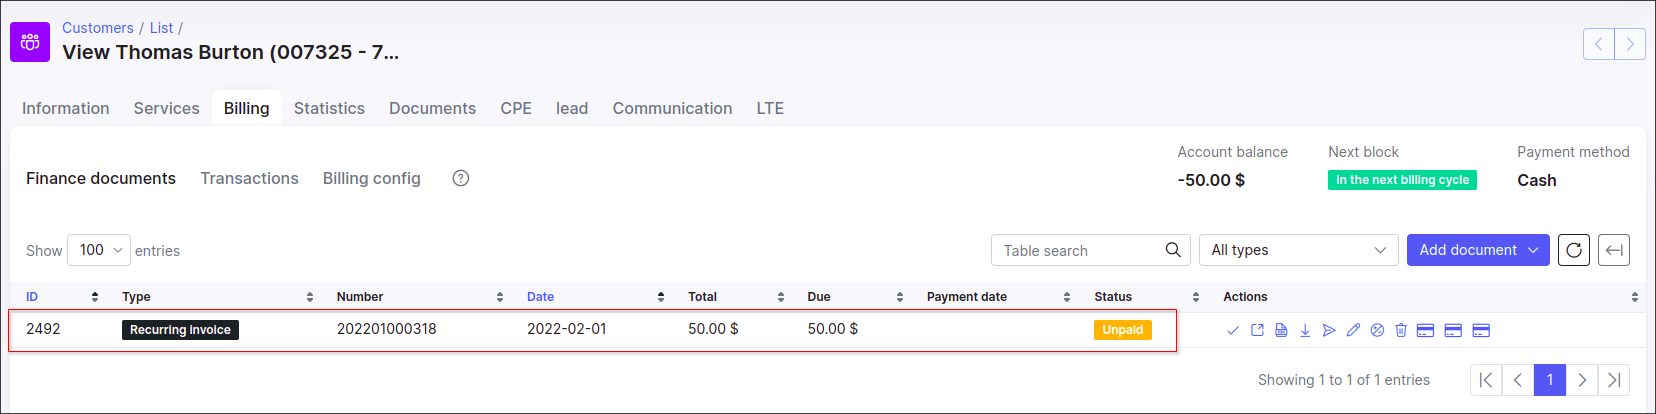 Customers / List /
View Thomas Burton (007325 - 7...
Information Services Billing Statistics Documents CPE lead Communication LTE
Account balance Next block Payment method
-50.00 $ In the next billing cycle Cash
Finance documents Transactions Billing config ?
Show 100 entries Table search All types Add document
ID Type Number Date Total Due Payment date Status Actions
2492 Recurring Invoice 202201000318 2022-02-01 50.00 $ 50.00 $ Unpaid
Showing 1 to 1 of 1 entries 1